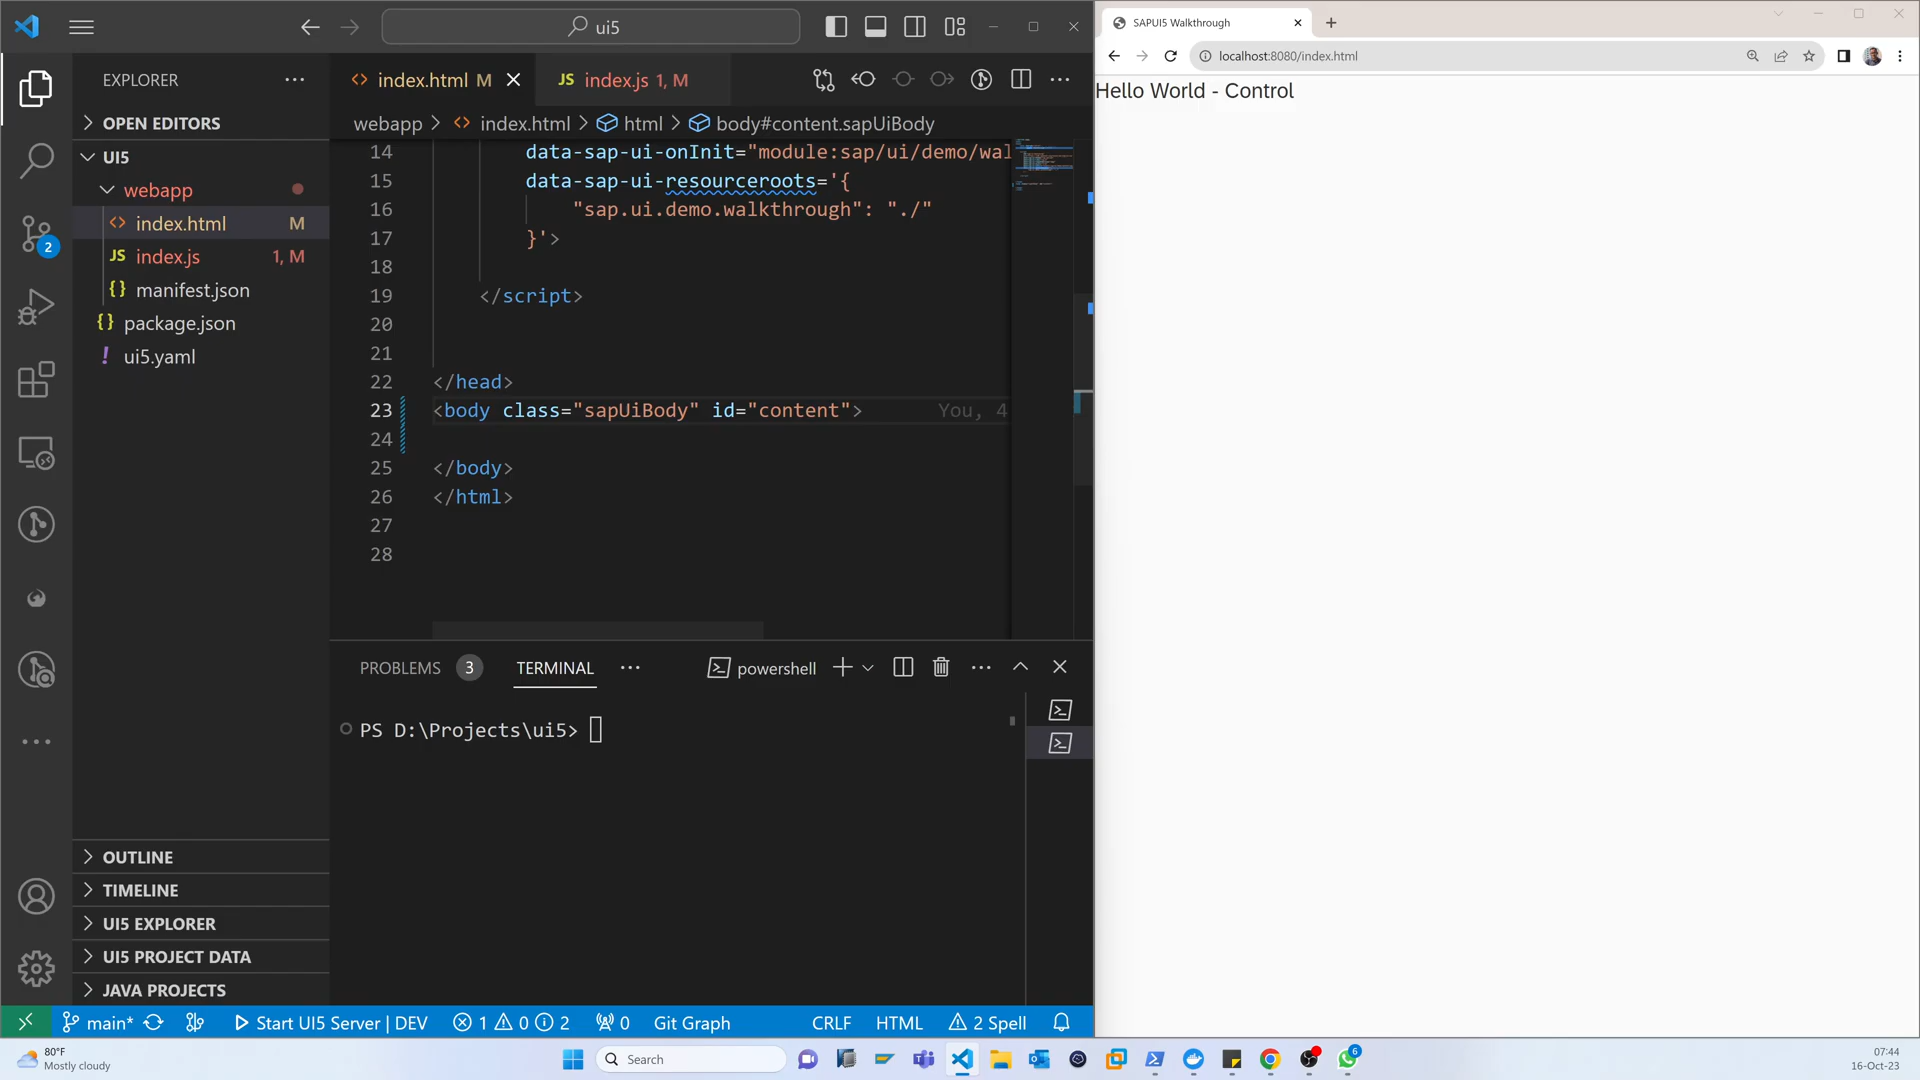 ui5
EXPLORER
OPEN EDITORS
UI5
webapp
index.html M
JS index.js 1, M
{} manifest.json
{} package.json
! ui5.yaml
OUTLINE
TIMELINE
UI5 EXPLORER
UI5 PROJECT DATA
JAVA PROJECTS
2
index.html M
JS index.js 1, M
webapp > index.html > html > body#content.sapUiBody
14 data-sap-ui-onInit="module:sap/ui/demo/wal
15 data-sap-ui-resourceroots='{
16 "sap.ui.demo.walkthrough": "./"
17 }'>
18
19 </script>
20
21
22 </head>
23 <body class="sapUiBody" id="content"> You, 4
24
25 </body>
26 </html>
27
28
PROBLEMS 3 TERMINAL powershell
PS D:\Projects\ui5>
main* Start UI5 Server | DEV 1 0 2 0 Git Graph CRLF HTML 2 Spell
SAPUI5 Walkthrough
localhost:8080/index.html
Hello World - Control
80°F
Mostly cloudy
Search
6
07:44
16-Oct-23